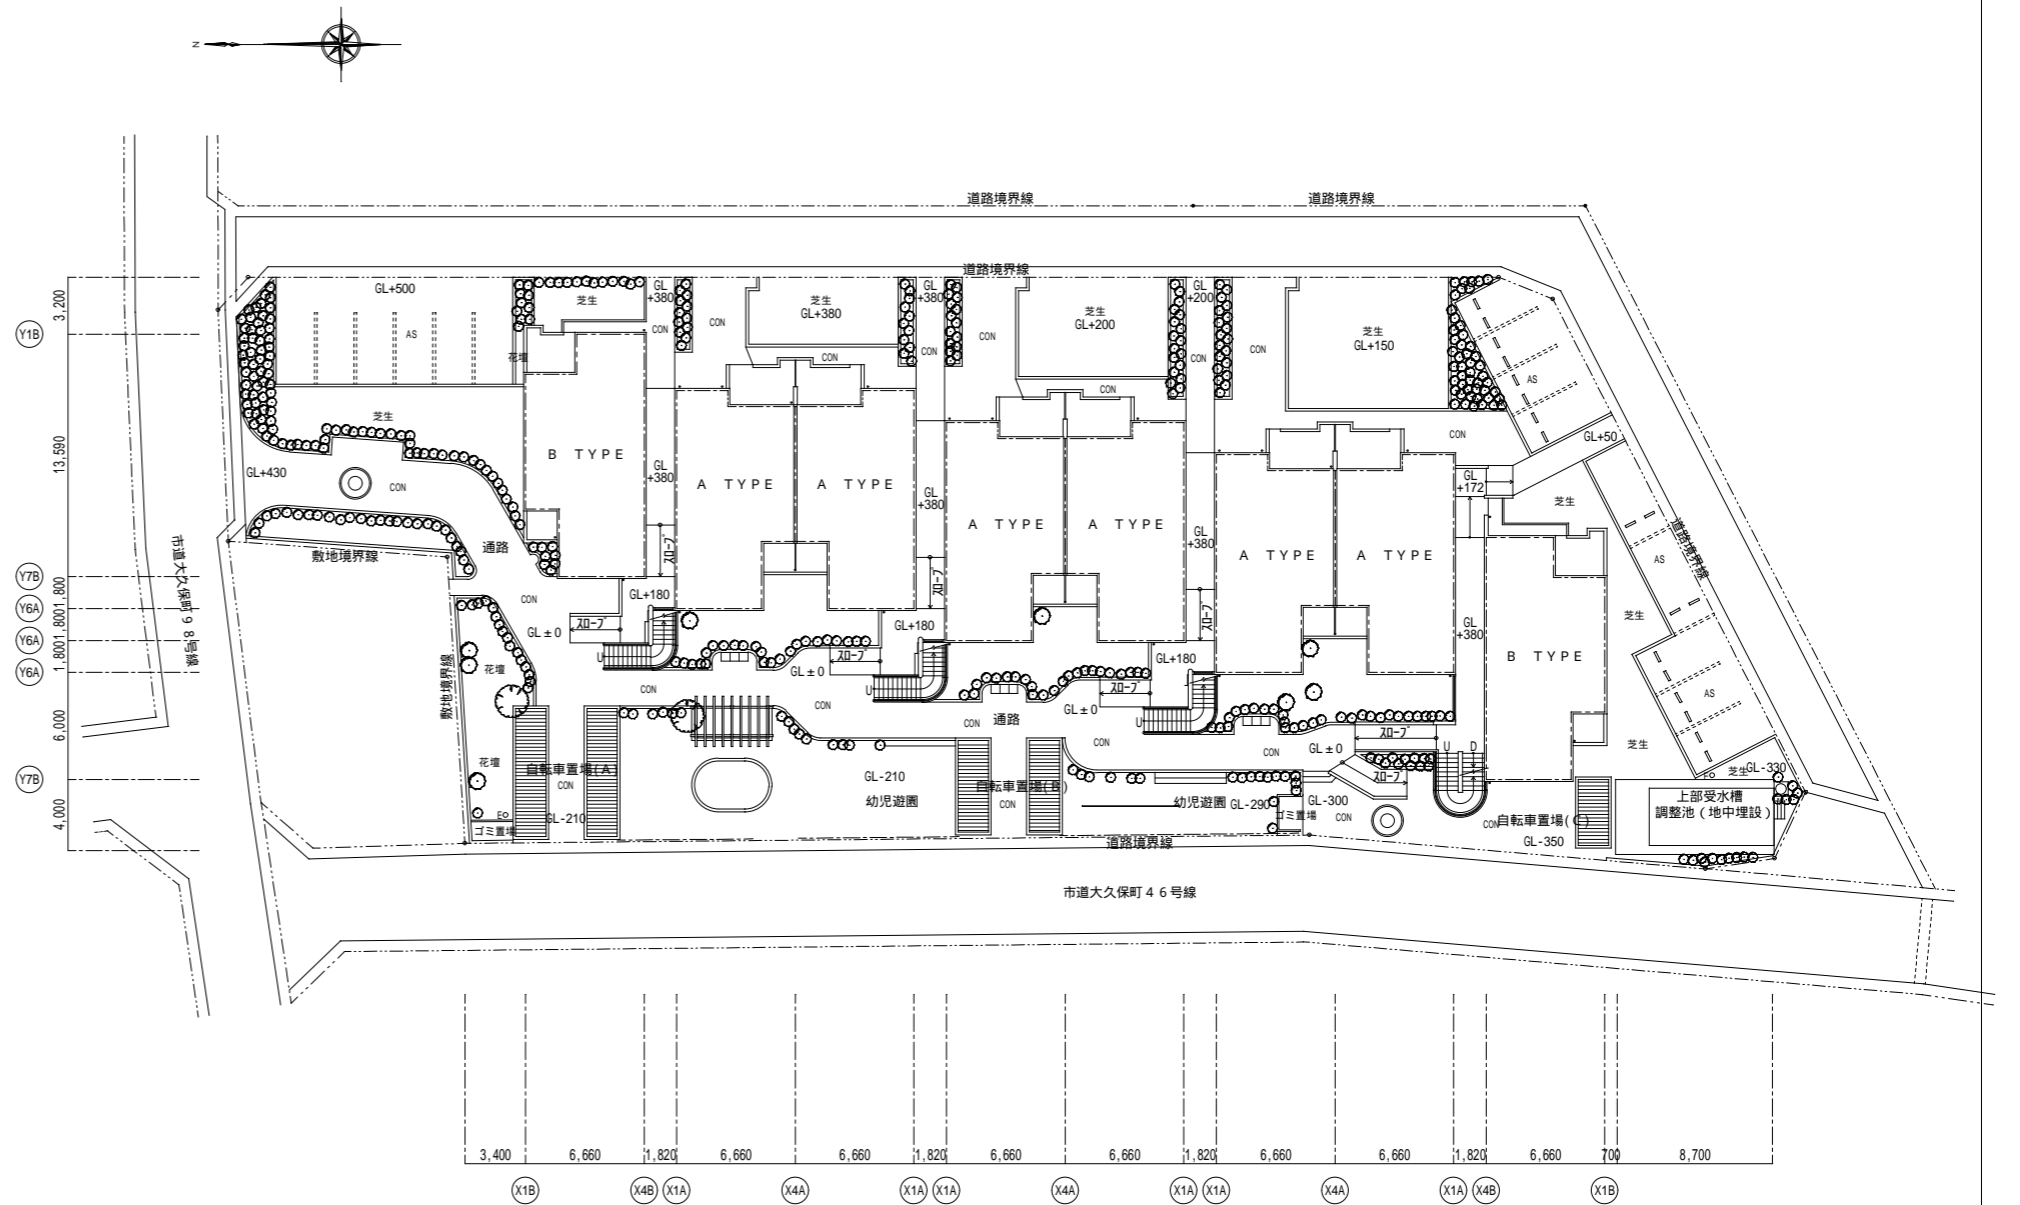 N
道路境界線
道路境界線
道路境界線
3,200
13,590
1,800
1,800
1,800
6,000
4,000
Y1B
Y7B
Y6A
Y6A
Y6A
Y7B
GL+500
AS
芝生
花壇
GL
+380
CON
CON
芝生
GL+380
CON
GL
+380
CON
CON
芝生
GL+200
CON
GL
+200
CON
CON
芝生
GL+150
CON
AS
GL+50
芝生
GL+430
CON
B TYPE
GL
+380
A TYPE
A TYPE
GL
+380
A TYPE
A TYPE
GL
+380
A TYPE
A TYPE
GL
+172
芝生
GL
+380
B TYPE
AS
芝生
道路境界線
AS
芝生
芝生
GL-330
市道大久保町98号線
敷地境界線
敷地境界線
通路
CON
GL±0
スロープ
スロープ
GL+180
U
花壇
花壇
CON
GL±0
スロープ
スロープ
GL+180
U
CON
CON
通路
GL±0
スロープ
スロープ
GL+180
U
CON
CON
GL±0
スロープ
スロープ
U
D
自転車置場(A)
CON
GL-210
ゴミ置場
GL-210
幼児遊園
自転車置場(B)
CON
幼児遊園
GL-290
ゴミ置場
GL-300
CON
CON
自転車置場(C)
GL-350
上部受水槽
調整池（地中埋設）
道路境界線
市道大久保町46号線
3,400
6,660
1,820
6,660
6,660
1,820
6,660
6,660
1,820
6,660
6,660
1,820
6,660
700
8,700
X1B
X4B
X1A
X4A
X1A
X1A
X4A
X1A
X1A
X4A
X1A
X4B
X1B